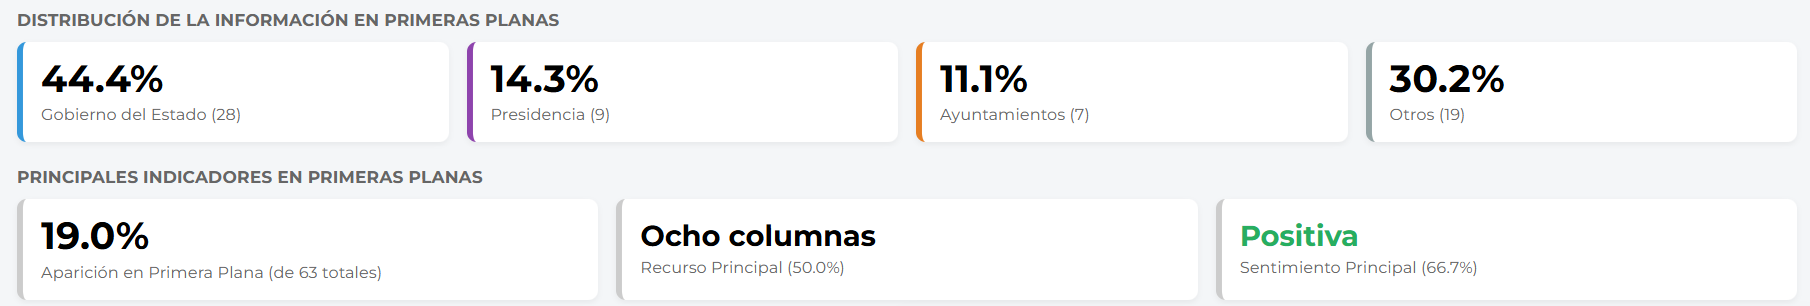 DISTRIBUCIÓN DE LA INFORMACIÓN EN PRIMERAS PLANAS
44.4%
Gobierno del Estado (28)
14.3%
Presidencia (9)
11.1%
Ayuntamientos (7)
30.2%
Otros (19)
PRINCIPALES INDICADORES EN PRIMERAS PLANAS
19.0%
Aparición en Primera Plana (de 63 totales)
Ocho columnas
Recurso Principal (50.0%)
Positiva
Sentimiento Principal (66.7%)